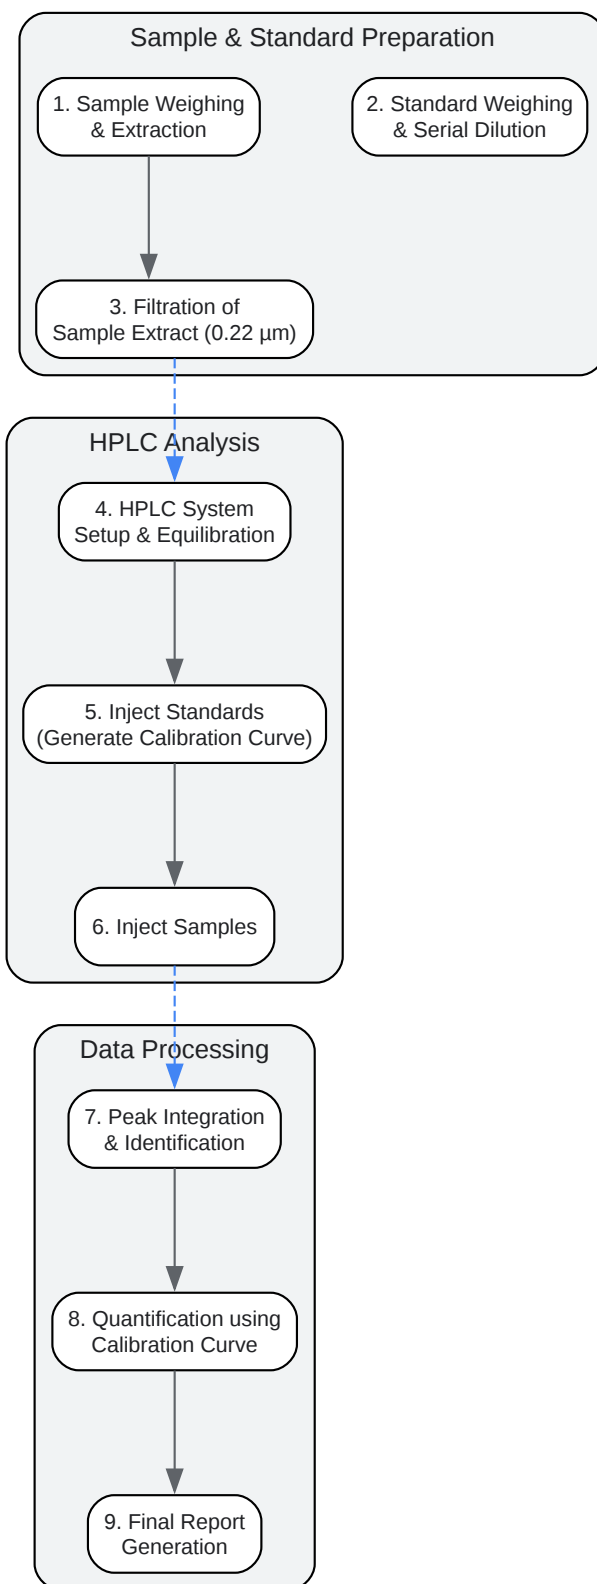 Sample & Standard Preparation
1. Sample Weighing
& Extraction
2. Standard Weighing
& Serial Dilution
3. Filtration of
Sample Extract (0.22 µm)
HPLC Analysis
4. HPLC System
Setup & Equilibration
5. Inject Standards
(Generate Calibration Curve)
6. Inject Samples
Data Processing
7. Peak Integration
& Identification
8. Quantification using
Calibration Curve
9. Final Report
Generation